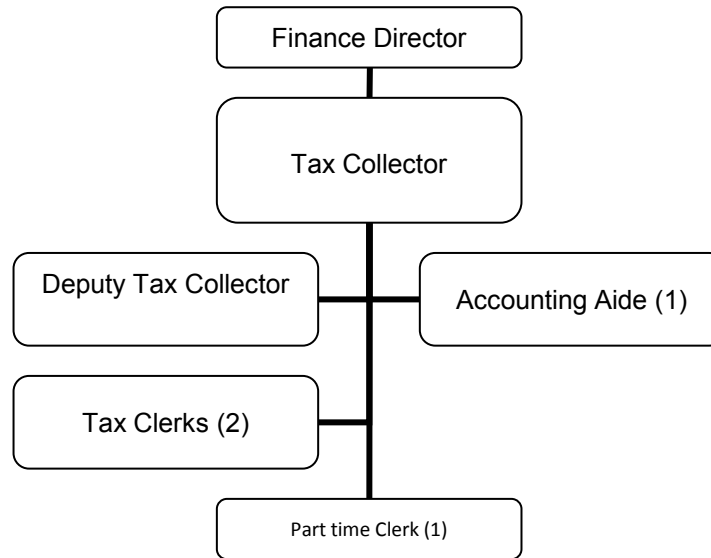 Finance Director
Tax Collector
Deputy Tax Collector
Accounting Aide (1)
Tax Clerks (2)
Part time Clerk (1)